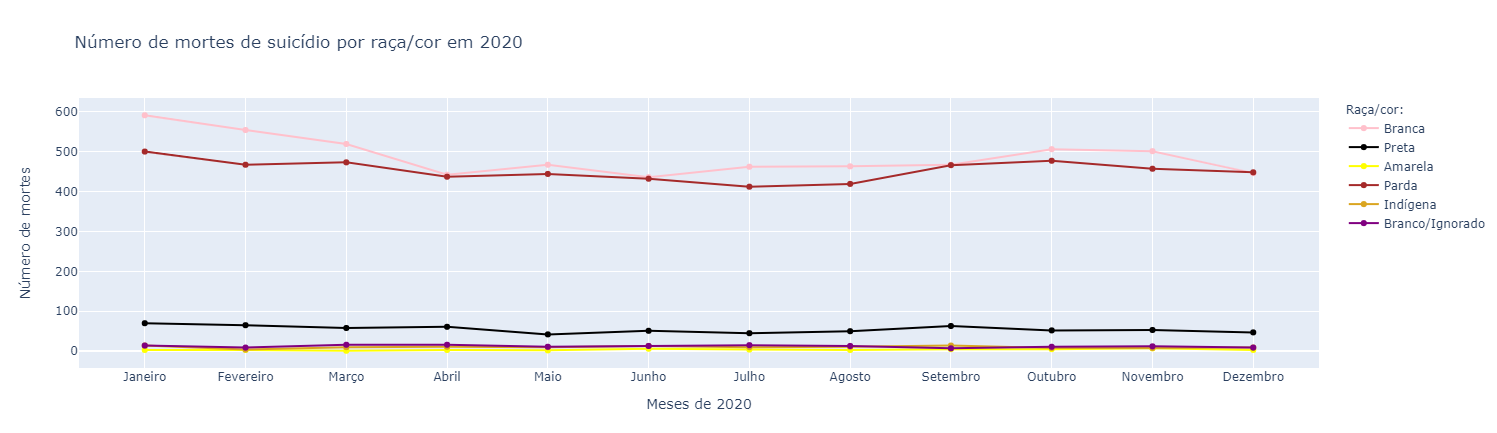 Número de mortes de suicídio por raça/cor em 2020
Raça/cor:
Branca
Preta
Amarela
Parda
Indígena
Branco/Ignorado
Número de mortes
600
500
400
300
200
100
0
Janeiro Fevereiro Março Abril Maio Junho Julho Agosto Setembro Outubro Novembro Dezembro
Meses de 2020